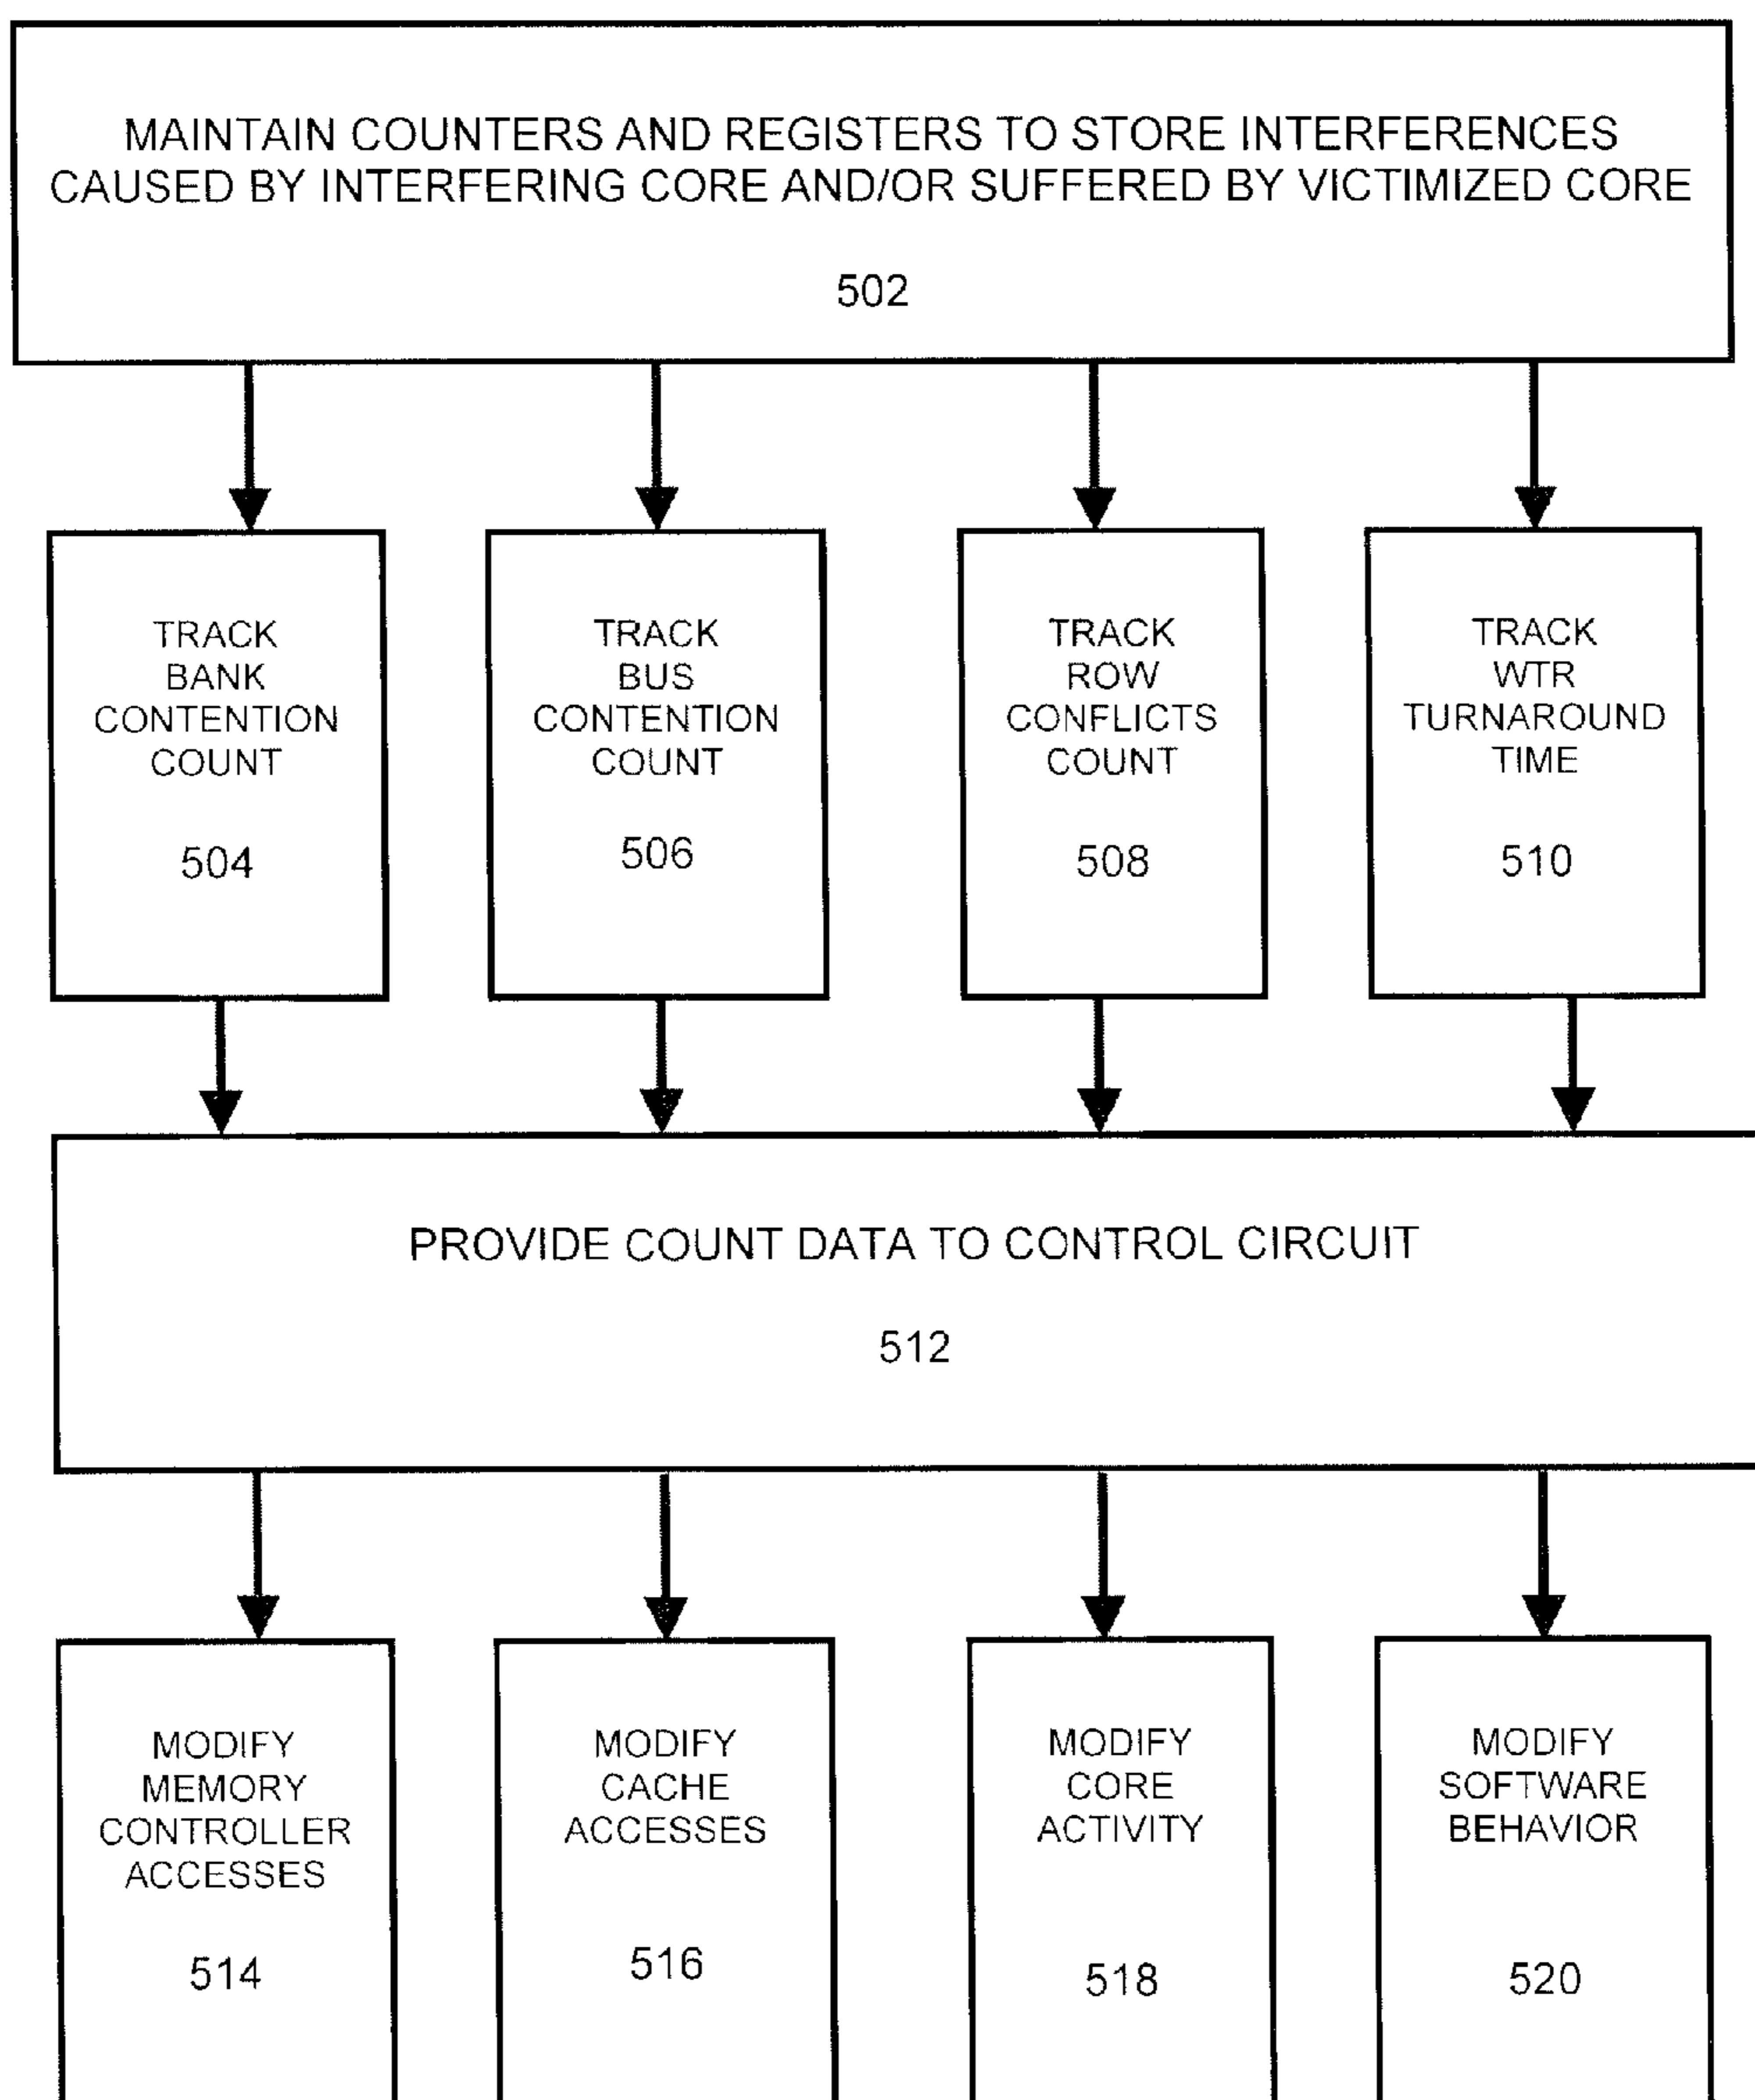 MAINTAIN COUNTERS AND REGISTERS TO STORE INTERFERENCES
CAUSED BY INTERFERING CORE AND/OR SUFFERED BY VICTIMIZED CORE
502
TRACK
BANK
CONTENTION
COUNT
504
TRACK
BUS
CONTENTION
COUNT
506
TRACK
ROW
CONFLICTS
COUNT
508
TRACK
WTR
TURNAROUND
TIME
510
PROVIDE COUNT DATA TO CONTROL CIRCUIT
512
MODIFY
MEMORY
CONTROLLER
ACCESSES
514
MODIFY
CACHE
ACCESSES
516
MODIFY
CORE
ACTIVITY
518
MODIFY
SOFTWARE
BEHAVIOR
520